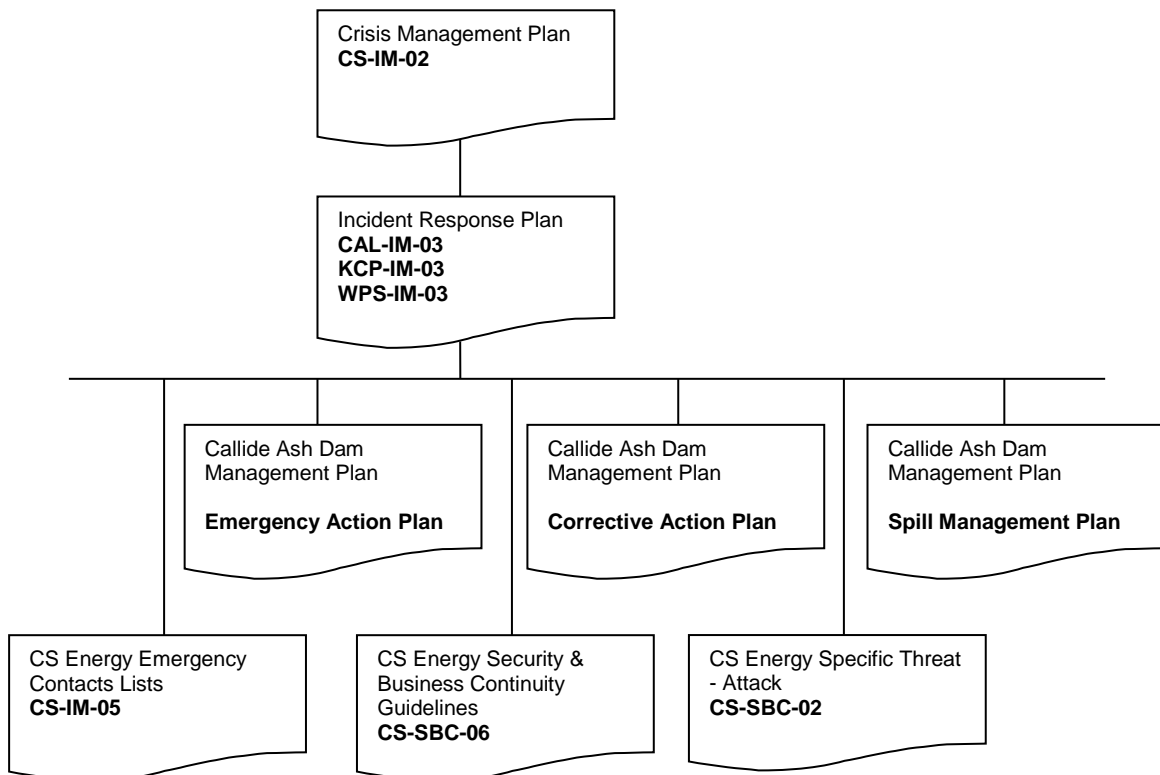 Crisis Management Plan
CS-IM-02
Incident Response Plan
CAL-IM-03
KCP-IM-03
WPS-IM-03
Callide Ash Dam
Management Plan
Emergency Action Plan
Callide Ash Dam
Management Plan
Corrective Action Plan
Callide Ash Dam
Management Plan
Spill Management Plan
CS Energy Emergency
Contacts Lists
CS-IM-05
CS Energy Security &
Business Continuity
Guidelines
CS-SBC-06
CS Energy Specific Threat
- Attack
CS-SBC-02